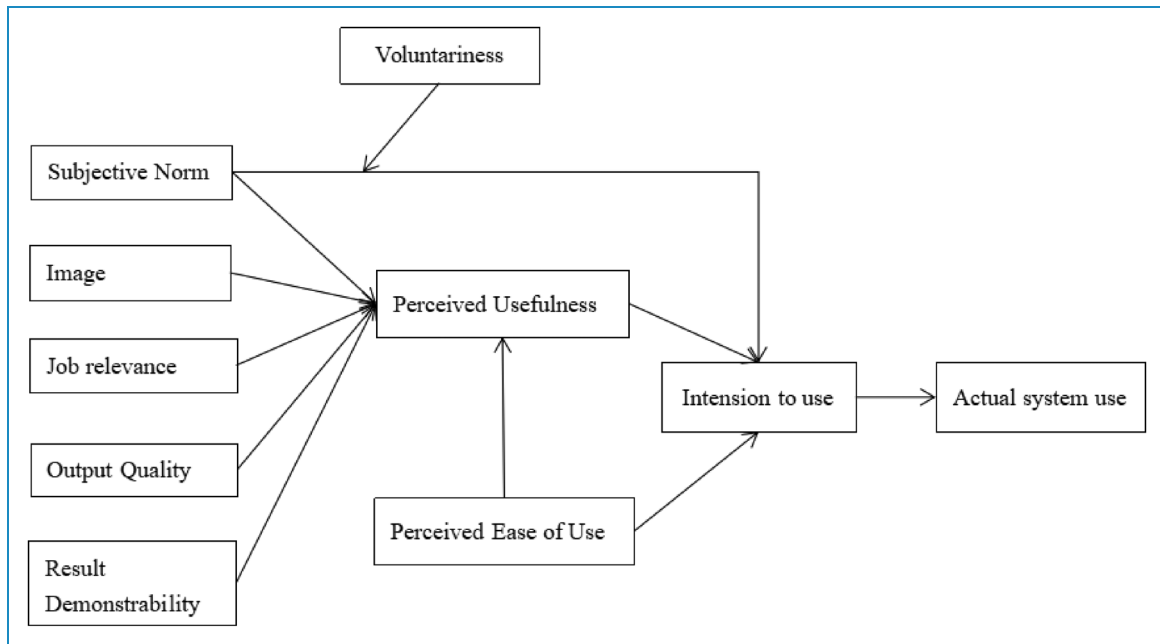 Voluntariness
Subjective Norm
Image
Perceived Usefulness
Job relevance
Intension to use
Actual system use
Output Quality
Perceived Ease of Use
Result
Demonstrability